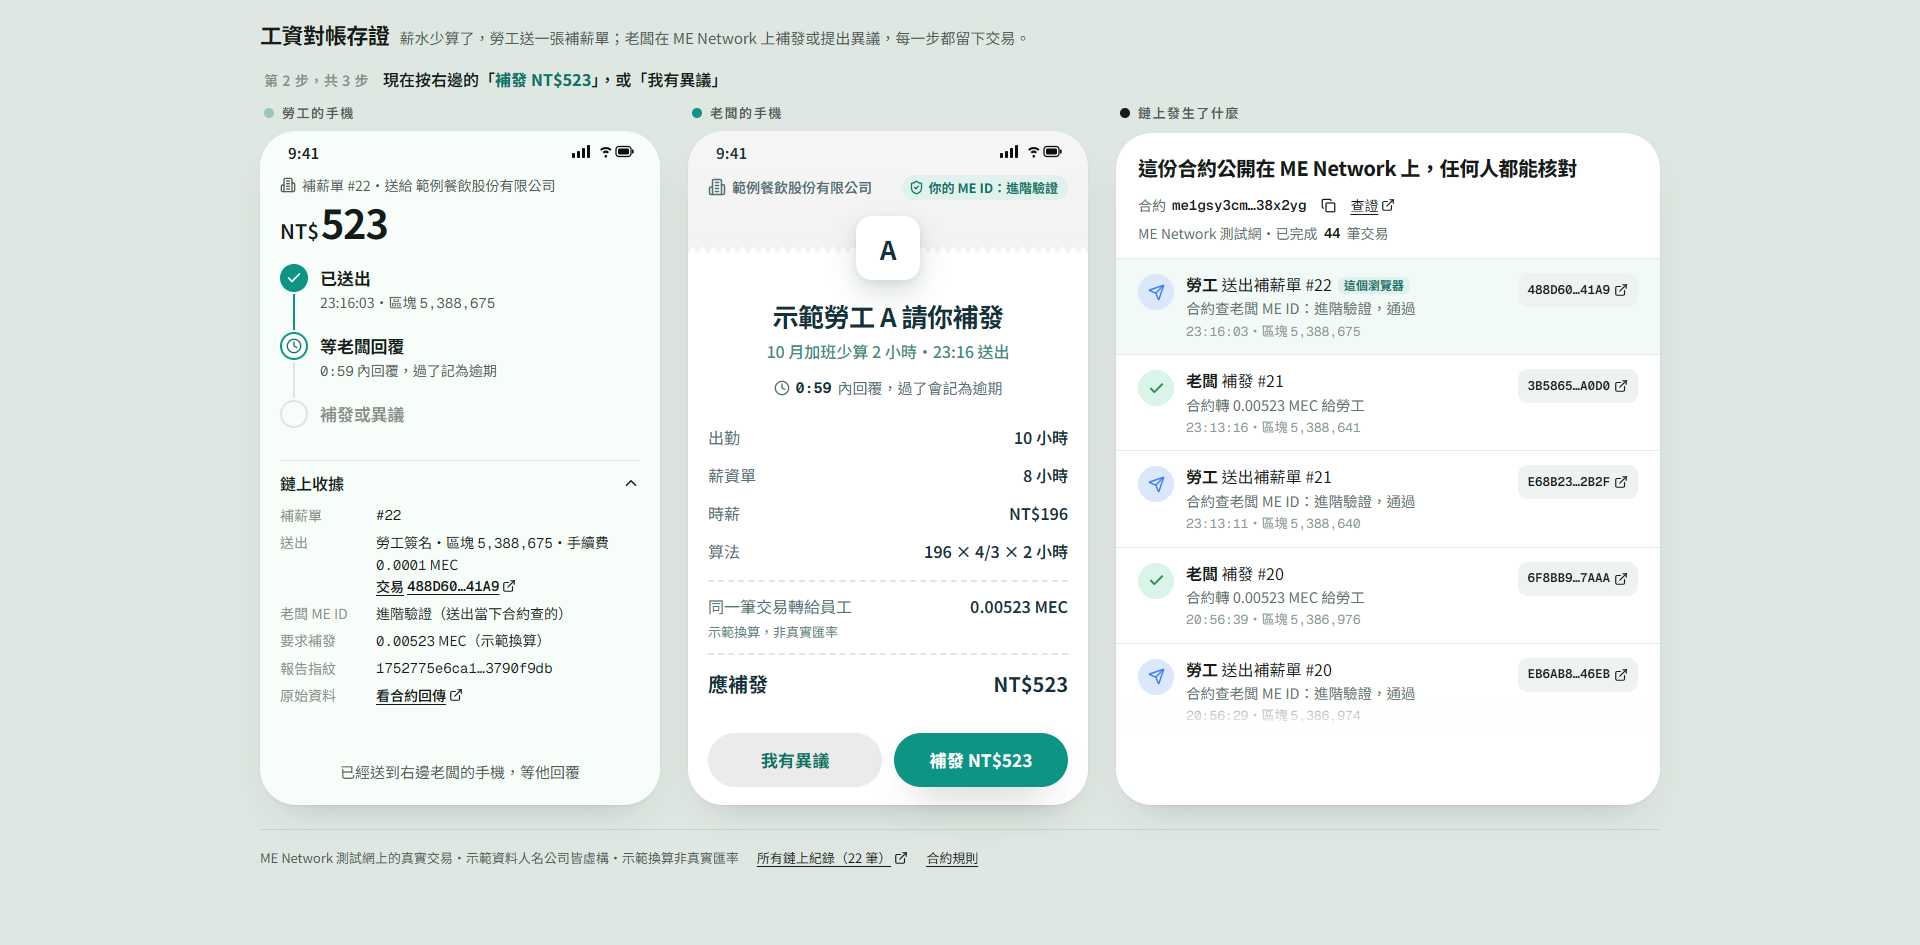 工資對帳存證 薪水少算了，勞工送一張補薪單；老闆在 ME Network 上補發或提出異議，每一步都留下交易。
第 2 步，共 3 步 現在按右邊的「補發 NT$523」，或「我有異議」
勞工的手機
9:41
補薪單 #22・送給 範例餐飲股份有限公司
NT$523
已送出
23:16:03・區塊 5,388,675
等老闆回覆
0:59 內回覆，過了記為逾期
補發或異議
鏈上收據
補薪單 #22
送出 勞工簽名・區塊 5,388,675・手續費
0.0001 MEC
交易 488D60…41A9
老闆 ME ID 進階驗證（送出當下合約查的）
要求補發 0.00523 MEC（示範換算）
報告指紋 1752775e6ca1…3790f9db
原始資料 看合約回傳
已經送到右邊老闆的手機，等他回覆
老闆的手機
9:41
範例餐飲股份有限公司 你的 ME ID：進階驗證
A
示範勞工 A 請你補發
10 月加班少算 2 小時・23:16 送出
0:59 內回覆，過了會記為逾期
出勤 10 小時
薪資單 8 小時
時薪 NT$196
算法 196 × 4/3 × 2 小時
同一筆交易轉給員工 0.00523 MEC
示範換算，非真實匯率
應補發 NT$523
我有異議 補發 NT$523
鏈上發生了什麼
這份合約公開在 ME Network 上，任何人都能核對
合約 me1gsy3cm…38x2yg 查證
ME Network 測試網・已完成 44 筆交易
勞工 送出補薪單 #22 這個瀏覽器 488D60…41A9
合約查老闆 ME ID：進階驗證，通過
23:16:03・區塊 5,388,675
老闆 補發 #21 3B5865…A0D0
合約轉 0.00523 MEC 給勞工
23:13:16・區塊 5,388,641
勞工 送出補薪單 #21 E68B23…2B2F
合約查老闆 ME ID：進階驗證，通過
23:13:11・區塊 5,388,640
老闆 補發 #20 6F8BB9…7AAA
合約轉 0.00523 MEC 給勞工
20:56:39・區塊 5,386,976
勞工 送出補薪單 #20 EB6AB8…46EB
合約查老闆 ME ID：進階驗證，通過
20:56:29・區塊 5,386,974
ME Network 測試網上的真實交易・示範資料人名公司皆虛構・示範換算非真實匯率 所有鏈上紀錄（22 筆） 合約規則